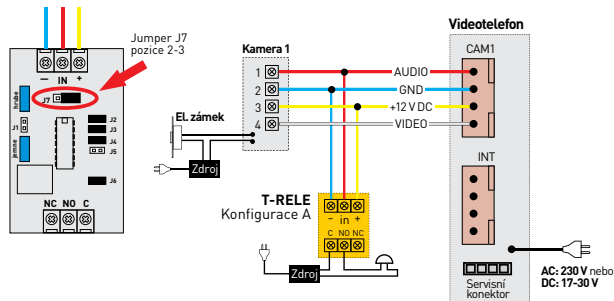 Jumper J7
pozice 2-3
– IN +
hrubě
J7
J1
J2
J3
J4
J5
jemně
J6
NC NO C
Kamera 1
1
2
3
4
EL. zámek
Zdroj
AUDIO
GND
+12 V DC
VIDEO
T-RELE
Konfigurace A
- in +
C NO NC
Zdroj
Videotelefon
CAM1
INT
Servisní
konektor
AC: 230 V nebo
DC: 17-30 V